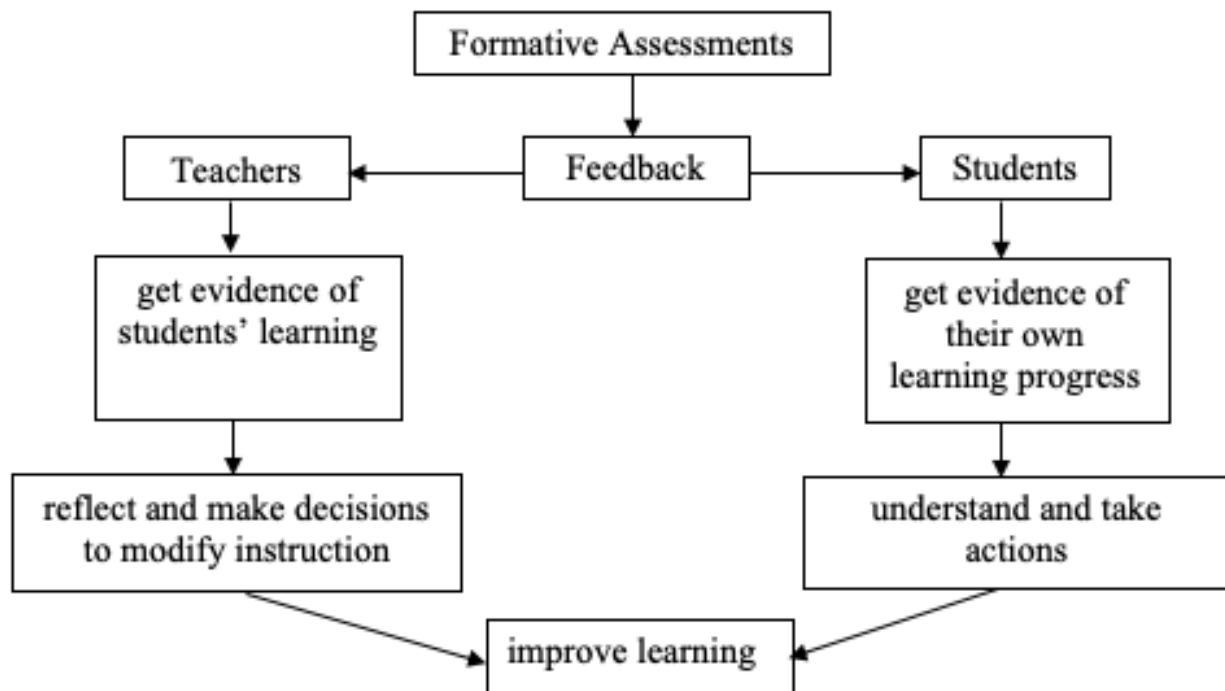 Formative Assessments
Teachers
Feedback
Students
get evidence of
students’ learning
get evidence of
their own
learning progress
reflect and make decisions
to modify instruction
understand and take
actions
improve learning